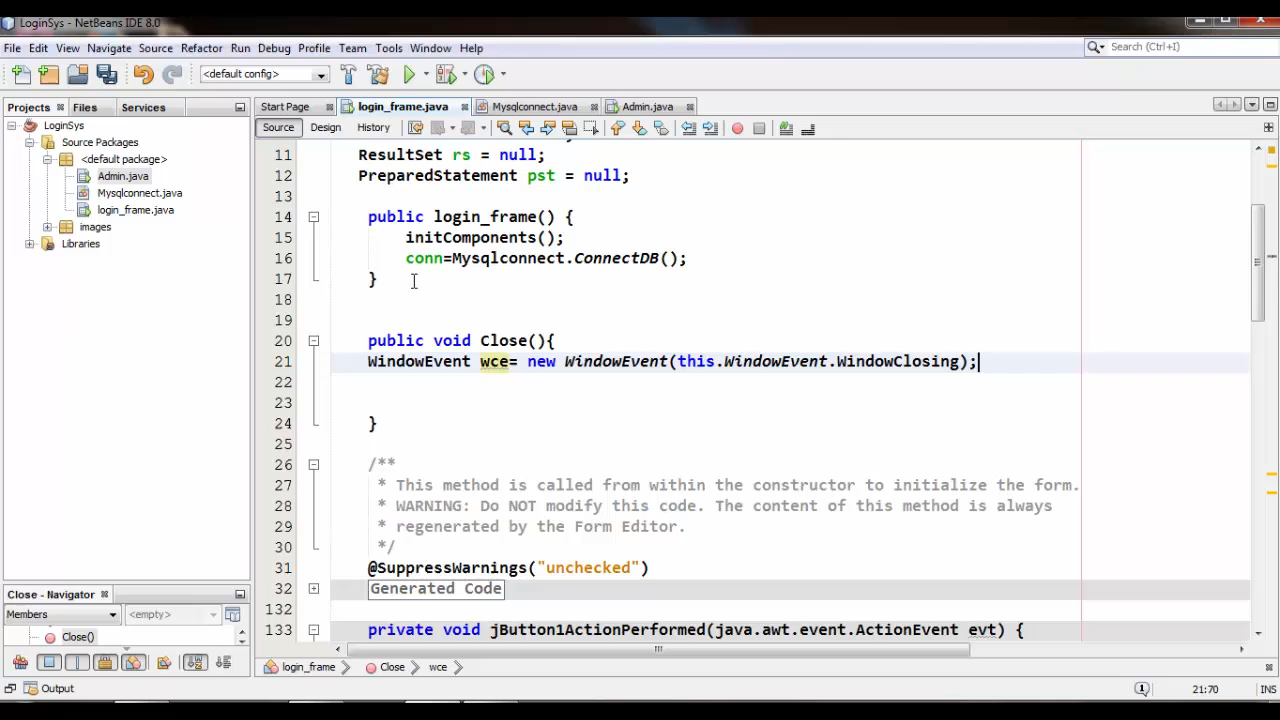 LoginSys - NetBeans IDE 8.0
File Edit View Navigate Source Refactor Run Debug Profile Team Tools Window Help
Search (Ctrl+I)
<default config>
Projects Files Services
Start Page login_frame.java Mysqlconnect.java Admin.java
Source Design History
LoginSys
Source Packages
<default package>
Admin.java
Mysqlconnect.java
login_frame.java
images
Libraries
11 ResultSet rs = null;
12 PreparedStatement pst = null;
13
14 public login_frame() {
15 initComponents();
16 conn=Mysqlconnect.ConnectDB();
17 }
18
19
20 public void Close(){
21 WindowEvent wce= new WindowEvent(this.WindowEvent.WindowClosing);
22
23
24 }
25
26 /**
27 * This method is called from within the constructor to initialize the form.
28 * WARNING: Do NOT modify this code. The content of this method is always
29 * regenerated by the Form Editor.
30 */
31 @SuppressWarnings("unchecked")
32 Generated Code
132
133 private void jButton1ActionPerformed(java.awt.event.ActionEvent evt) {
Close - Navigator
Members <empty>
Close()
login_frame Close wce
Output
1 21:70 INS